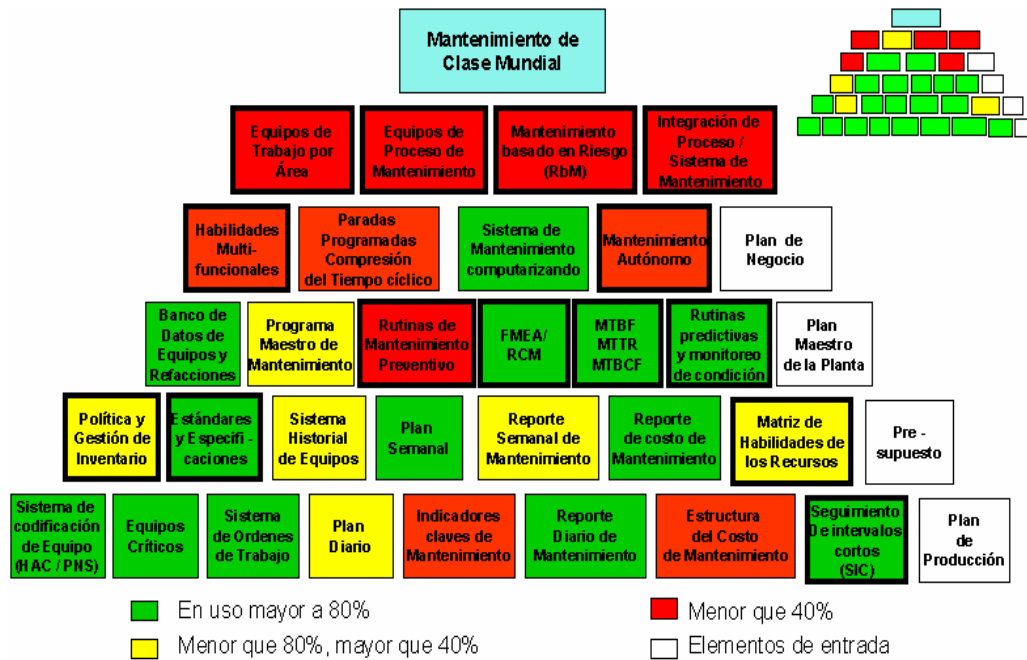 Mantenimiento de
Clase Mundial
Equipos de
Trabajo por
Área
Equipos de
Proceso de
Mantenimiento
Mantenimiento
basado en Riesgo
(RbM)
Integración de
Proceso /
Sistema de
Mantenimiento
Habilidades
Multi-
funcionales
Paradas
Programadas
Compresión
del Tiempo cíclico
Sistema de
Mantenimiento
computarizando
Mantenimiento
Autónómo
Plan de
Negocio
Banco de
Datos de
Equipos y
Refacciones
Programa
Maestro de
Mantenimiento
Rutinas de
Mantenimiento
Preventivo
FMEA/
RCM
MTBF
MTTR
MTBCF
Rutinas
predictivas
y monitoreo
de condición
Plan
Maestro
de la Planta
Política y
Gestión de
Inventario
Estándares
y Especifi -
caciones
Sistema
Historial
de Equipos
Plan
Semanal
Reporte
Semanal de
Mantenimiento
Reporte
de costo de
Mantenimiento
Matriz de
Habilidades de
los Recursos
Pre -
supuesto
Sistema de
codificación
de Equipo
(HAC / PNS)
Equipos
Críticos
Sistema
de Ordenes
de Trabajo
Plan
Diario
Indicadores
claves de
Mantenimiento
Reporte
Diario de
Mantenimiento
Estructura
del Costo
de Mantenimiento
Seguimiento
De intervalos
cortos
(SIC)
Plan
de
Producción
En uso mayor a 80%
Menor que 40%
Menor que 80%, mayor que 40%
Elementos de entrada